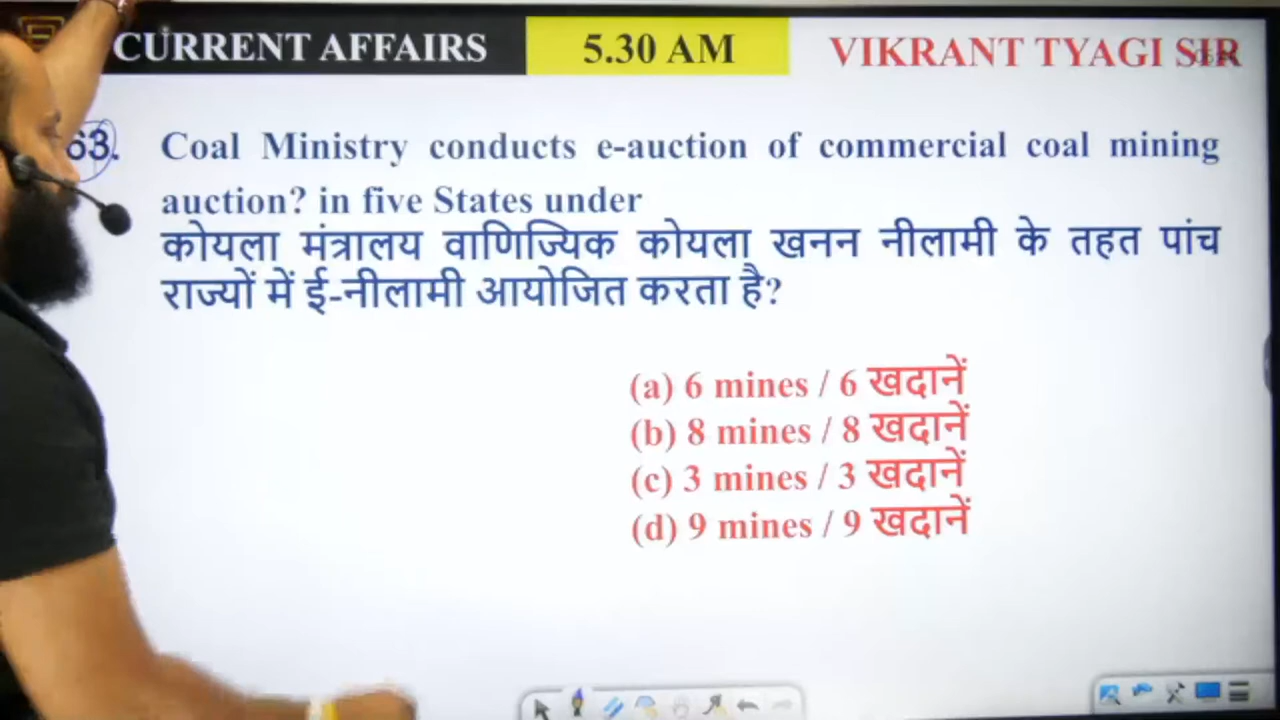 CURRENT AFFAIRS 5.30 AM VIKRANT TYAGI SIR
63. Coal Ministry conducts e-auction of commercial coal mining
auction? in five States under
कोयला मंत्रालय वाणिज्यिक कोयला खनन नीलामी के तहत पांच
राज्यों में ई-नीलामी आयोजित करता है?
(a) 6 mines / 6 खदानें
(b) 8 mines / 8 खदानें
(c) 3 mines / 3 खदानें
(d) 9 mines / 9 खदानें